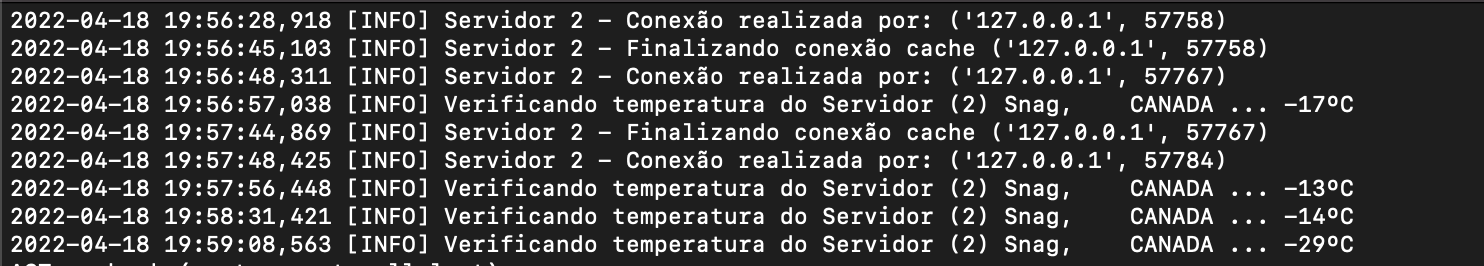 2022-04-18 19:56:28,918 [INFO] Servidor 2 – Conexão realizada por: ('127.0.0.1', 57758)
2022-04-18 19:56:45,103 [INFO] Servidor 2 – Finalizando conexão cache ('127.0.0.1', 57758)
2022-04-18 19:56:48,311 [INFO] Servidor 2 – Conexão realizada por: ('127.0.0.1', 57767)
2022-04-18 19:56:57,038 [INFO] Verificando temperatura do Servidor (2) Snag,    CANADA ... -17ºC
2022-04-18 19:57:44,869 [INFO] Servidor 2 – Finalizando conexão cache ('127.0.0.1', 57767)
2022-04-18 19:57:48,425 [INFO] Servidor 2 – Conexão realizada por: ('127.0.0.1', 57784)
2022-04-18 19:57:56,448 [INFO] Verificando temperatura do Servidor (2) Snag,    CANADA ... -13ºC
2022-04-18 19:58:31,421 [INFO] Verificando temperatura do Servidor (2) Snag,    CANADA ... -14ºC
2022-04-18 19:59:08,563 [INFO] Verificando temperatura do Servidor (2) Snag,    CANADA ... -29ºC